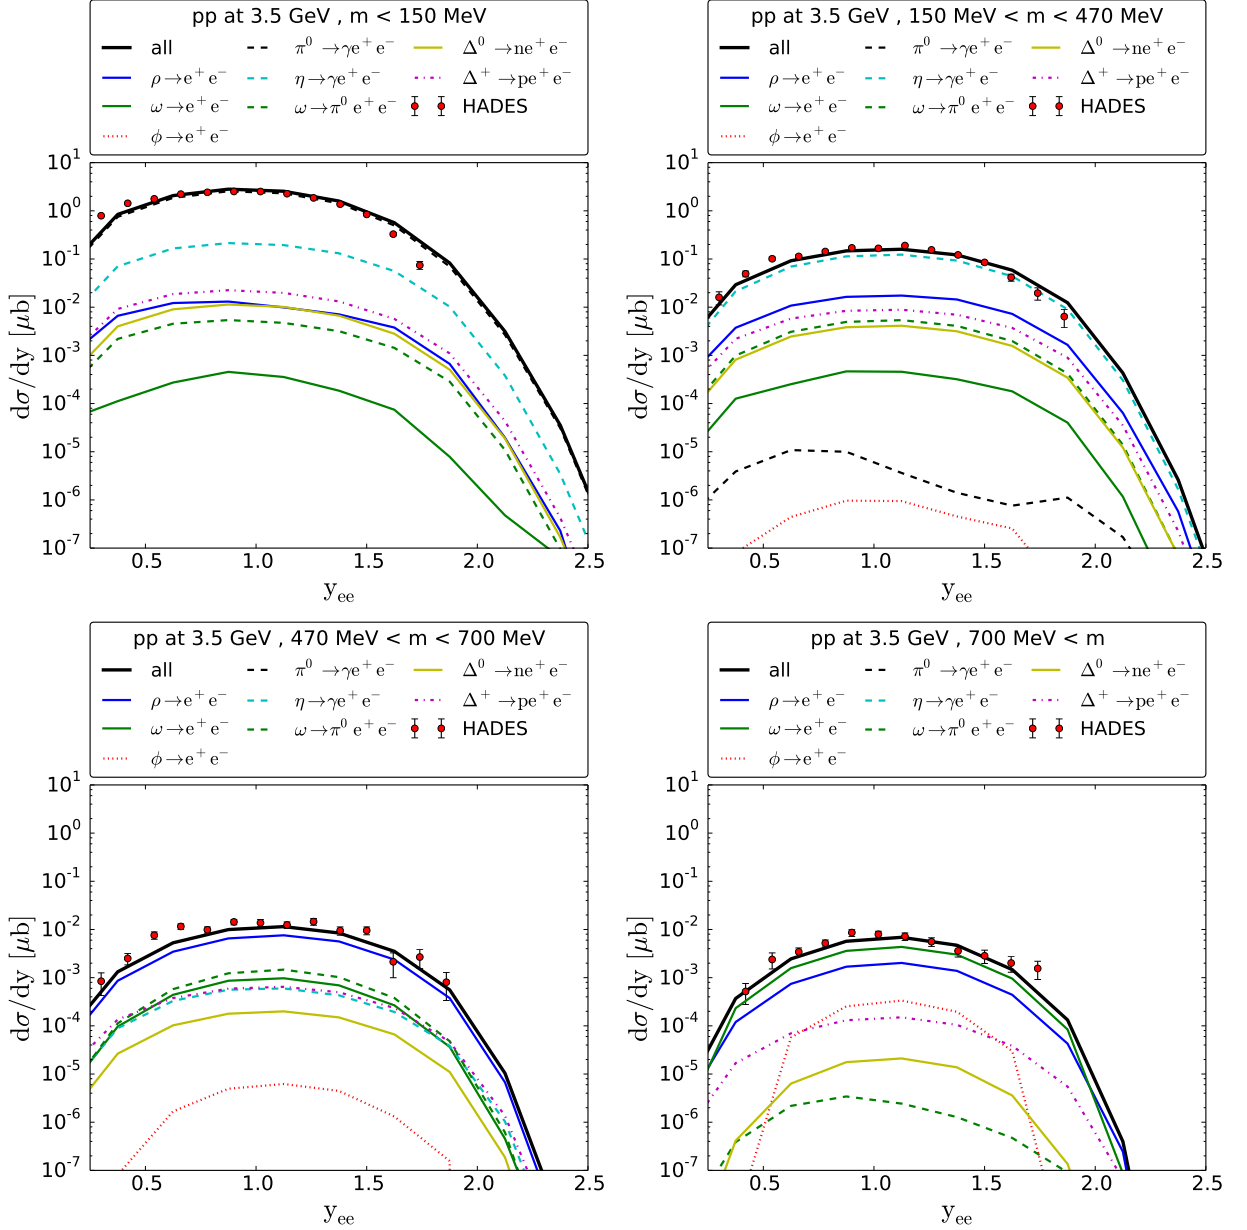 pp at 3.5 GeV , m < 150 MeV
all
π⁰ → γe⁺e⁻
Δ⁰ → ne⁺e⁻
ρ → e⁺e⁻
η → γe⁺e⁻
Δ⁺ → pe⁺e⁻
ω → e⁺e⁻
ω → π⁰ e⁺e⁻
HADES
ϕ → e⁺e⁻
10¹
10⁰
10⁻¹
10⁻²
10⁻³
10⁻⁴
10⁻⁵
10⁻⁶
10⁻⁷
dσ/dy [μb]
0.5 1.0 1.5 2.0 2.5
yₑₑ
pp at 3.5 GeV , 150 MeV < m < 470 MeV
all
π⁰ → γe⁺e⁻
Δ⁰ → ne⁺e⁻
ρ → e⁺e⁻
η → γe⁺e⁻
Δ⁺ → pe⁺e⁻
ω → e⁺e⁻
ω → π⁰ e⁺e⁻
HADES
ϕ → e⁺e⁻
10¹
10⁰
10⁻¹
10⁻²
10⁻³
10⁻⁴
10⁻⁵
10⁻⁶
10⁻⁷
dσ/dy [μb]
0.5 1.0 1.5 2.0 2.5
yₑₑ
pp at 3.5 GeV , 470 MeV < m < 700 MeV
all
π⁰ → γe⁺e⁻
Δ⁰ → ne⁺e⁻
ρ → e⁺e⁻
η → γe⁺e⁻
Δ⁺ → pe⁺e⁻
ω → e⁺e⁻
ω → π⁰ e⁺e⁻
HADES
ϕ → e⁺e⁻
10¹
10⁰
10⁻¹
10⁻²
10⁻³
10⁻⁴
10⁻⁵
10⁻⁶
10⁻⁷
dσ/dy [μb]
0.5 1.0 1.5 2.0 2.5
yₑₑ
pp at 3.5 GeV , 700 MeV < m
all
π⁰ → γe⁺e⁻
Δ⁰ → ne⁺e⁻
ρ → e⁺e⁻
η → γe⁺e⁻
Δ⁺ → pe⁺e⁻
ω → e⁺e⁻
ω → π⁰ e⁺e⁻
HADES
ϕ → e⁺e⁻
10¹
10⁰
10⁻¹
10⁻²
10⁻³
10⁻⁴
10⁻⁵
10⁻⁶
10⁻⁷
dσ/dy [μb]
0.5 1.0 1.5 2.0 2.5
yₑₑ